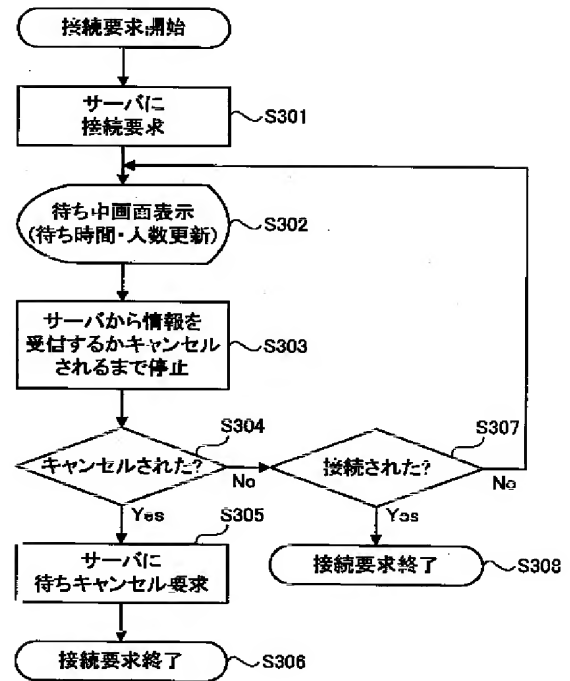 接続要求開始
サーバに
接続要求
S301
待ち中画面表示
(待ち時間・人数更新)
S302
サーバから情報を
受信するかキャンセル
されるまで停止
S303
キャンセルされた?
S304
No
Yes
接続された?
S307
No
Yes
サーバに
待ちキャンセル要求
S305
接続要求終了
S308
接続要求終了
S306